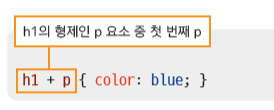 h1의 형제인 p 요소 중 첫 번째 p
h1 + p { color: blue; }